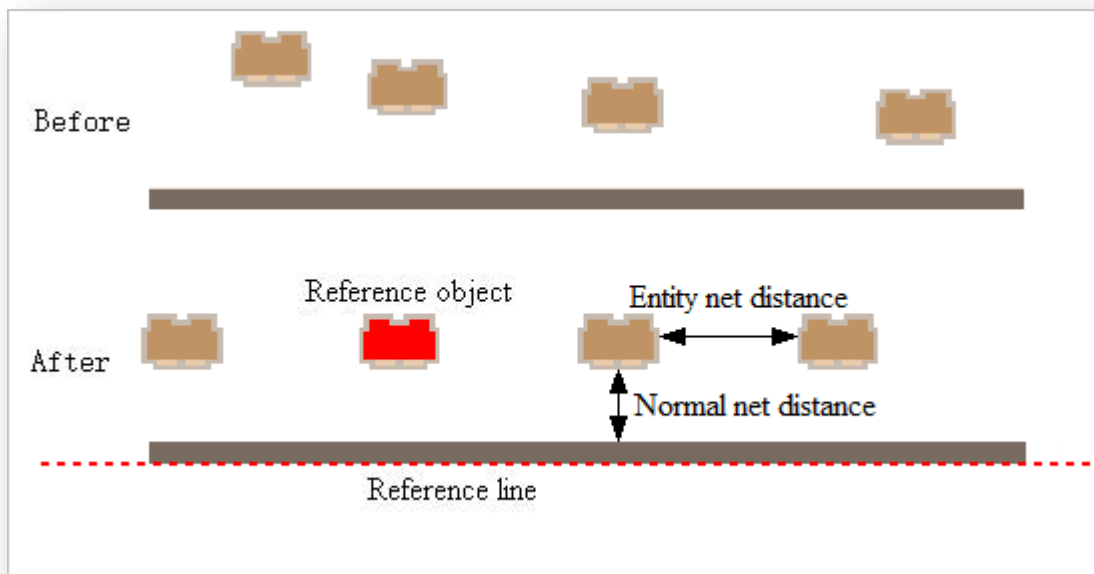 Before
Reference object
Entity net distance
After
Normal net distance
Reference line